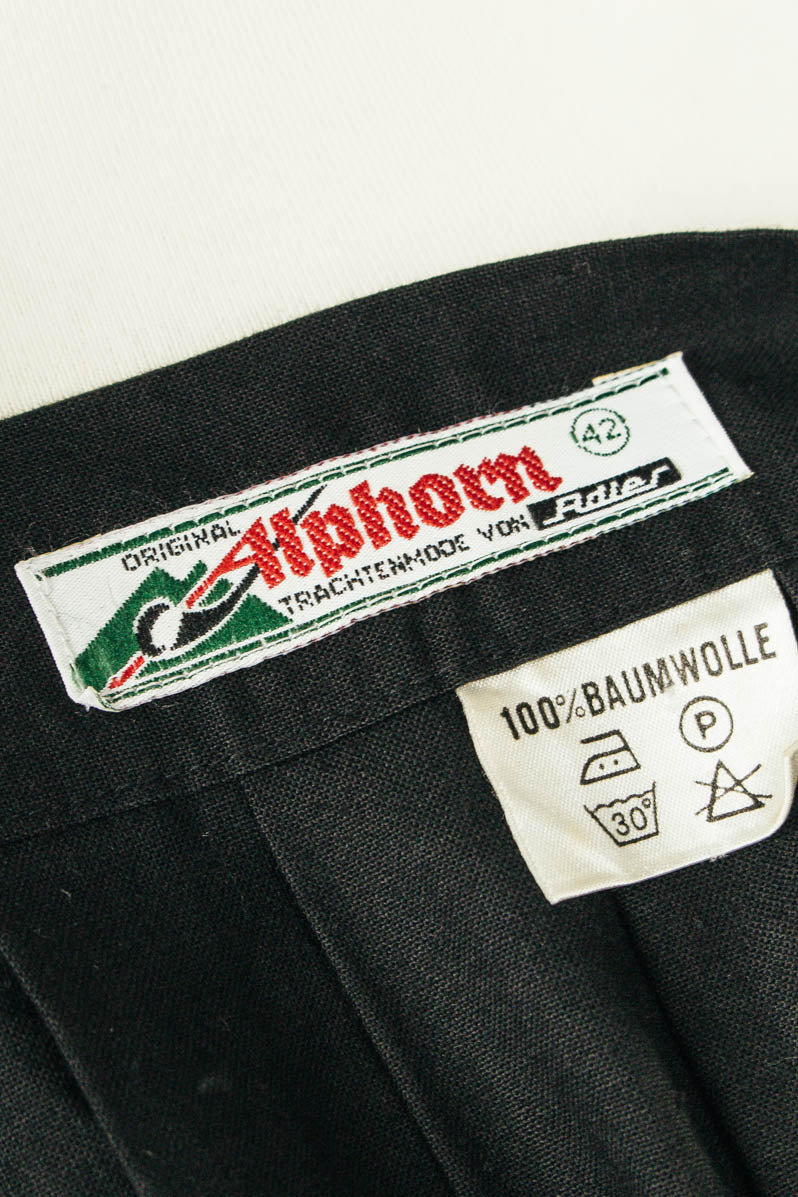 42
ORIGINAL
Alphorn
TRACHTENMODE VON Adler
100% BAUMWOLLE
P
30°